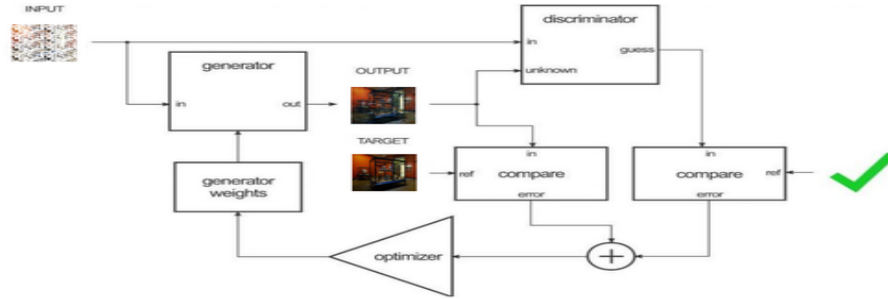 INPUT
discriminator
in
guess
unknown
generator
in
out
OUTPUT
TARGET
generator
weights
in
ref
compare
error
in
compare
ref
error
optimizer
+